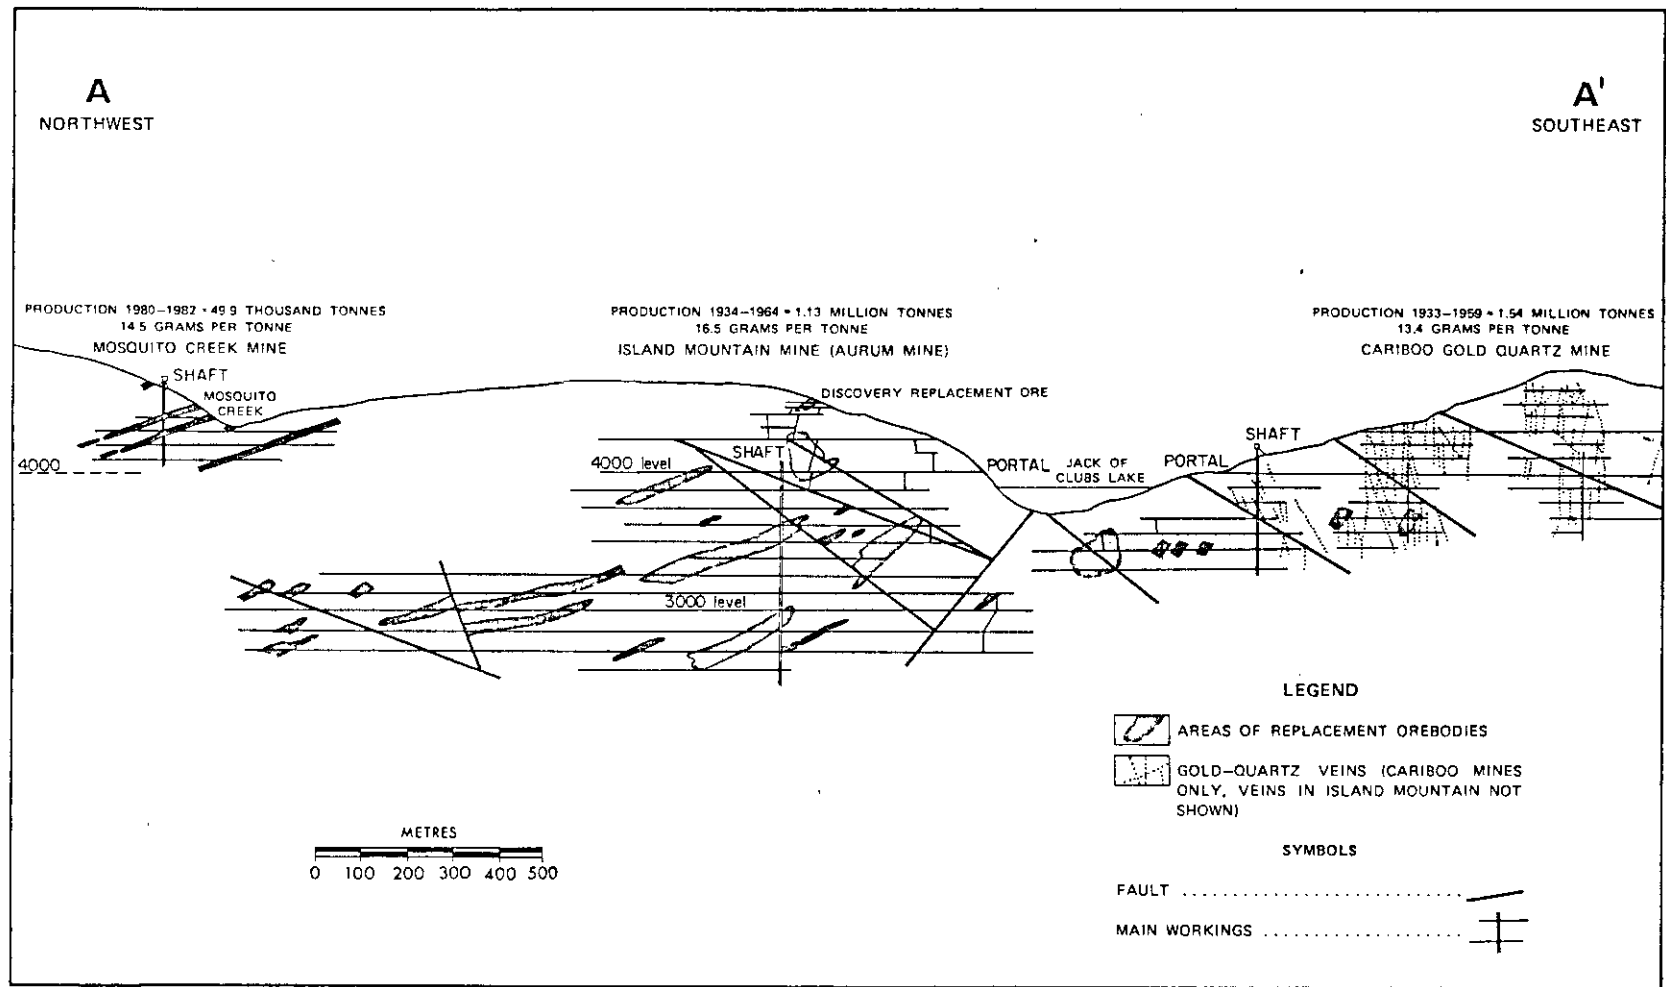 A
NORTHWEST
A'
SOUTHEAST
PRODUCTION 1980–1982 = 49.9 THOUSAND TONNES
14.5 GRAMS PER TONNE
MOSQUITO CREEK MINE
PRODUCTION 1934–1964 = 1.13 MILLION TONNES
16.5 GRAMS PER TONNE
ISLAND MOUNTAIN MINE (AURUM MINE)
PRODUCTION 1933–1959 = 1.54 MILLION TONNES
13.4 GRAMS PER TONNE
CARIBOO GOLD QUARTZ MINE
SHAFT
MOSQUITO
CREEK
4000
DISCOVERY REPLACEMENT ORE
4000 level
SHAFT
3000 level
PORTAL
JACK OF
CLUBS LAKE
PORTAL
SHAFT
LEGEND
AREAS OF REPLACEMENT OREBODIES
GOLD–QUARTZ VEINS (CARIBOO MINES
ONLY, VEINS IN ISLAND MOUNTAIN NOT
SHOWN)
SYMBOLS
FAULT
MAIN WORKINGS
METRES
0 100 200 300 400 500